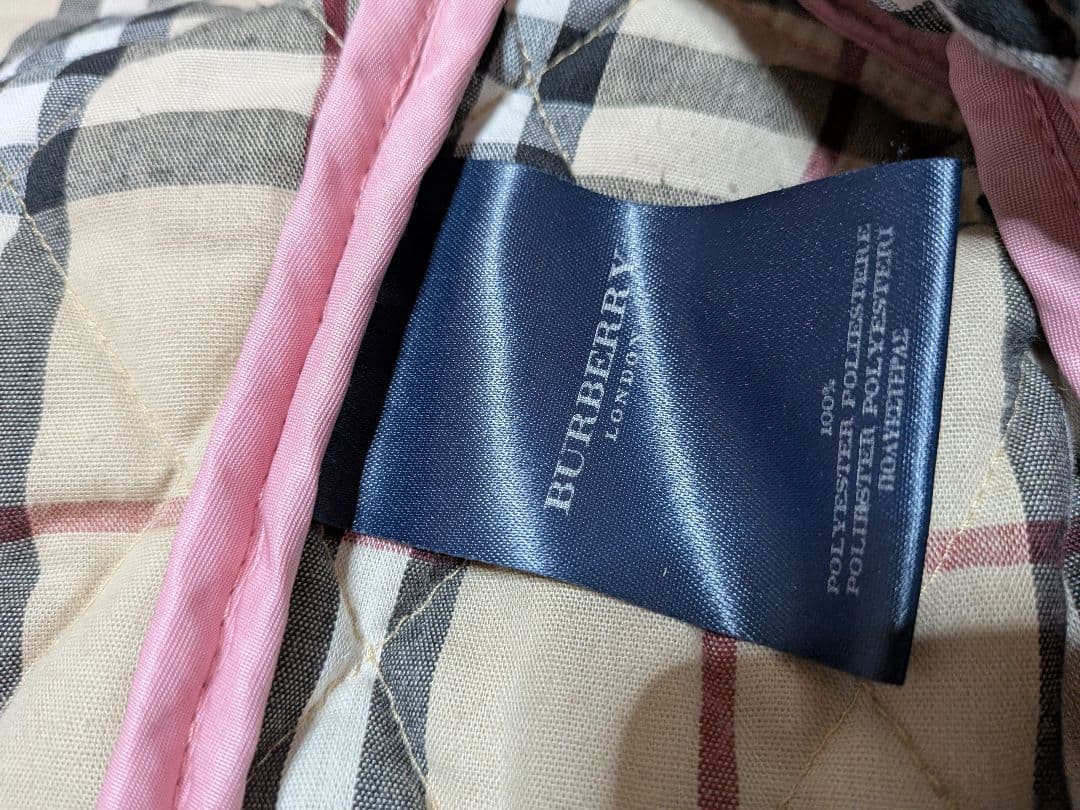 BURBERRY
LONDON
100%
POLYESTER POLIESTERE
POLIESTER POLYESTERI
ΠΟΛΥΕΣΤΕΡΑΣ